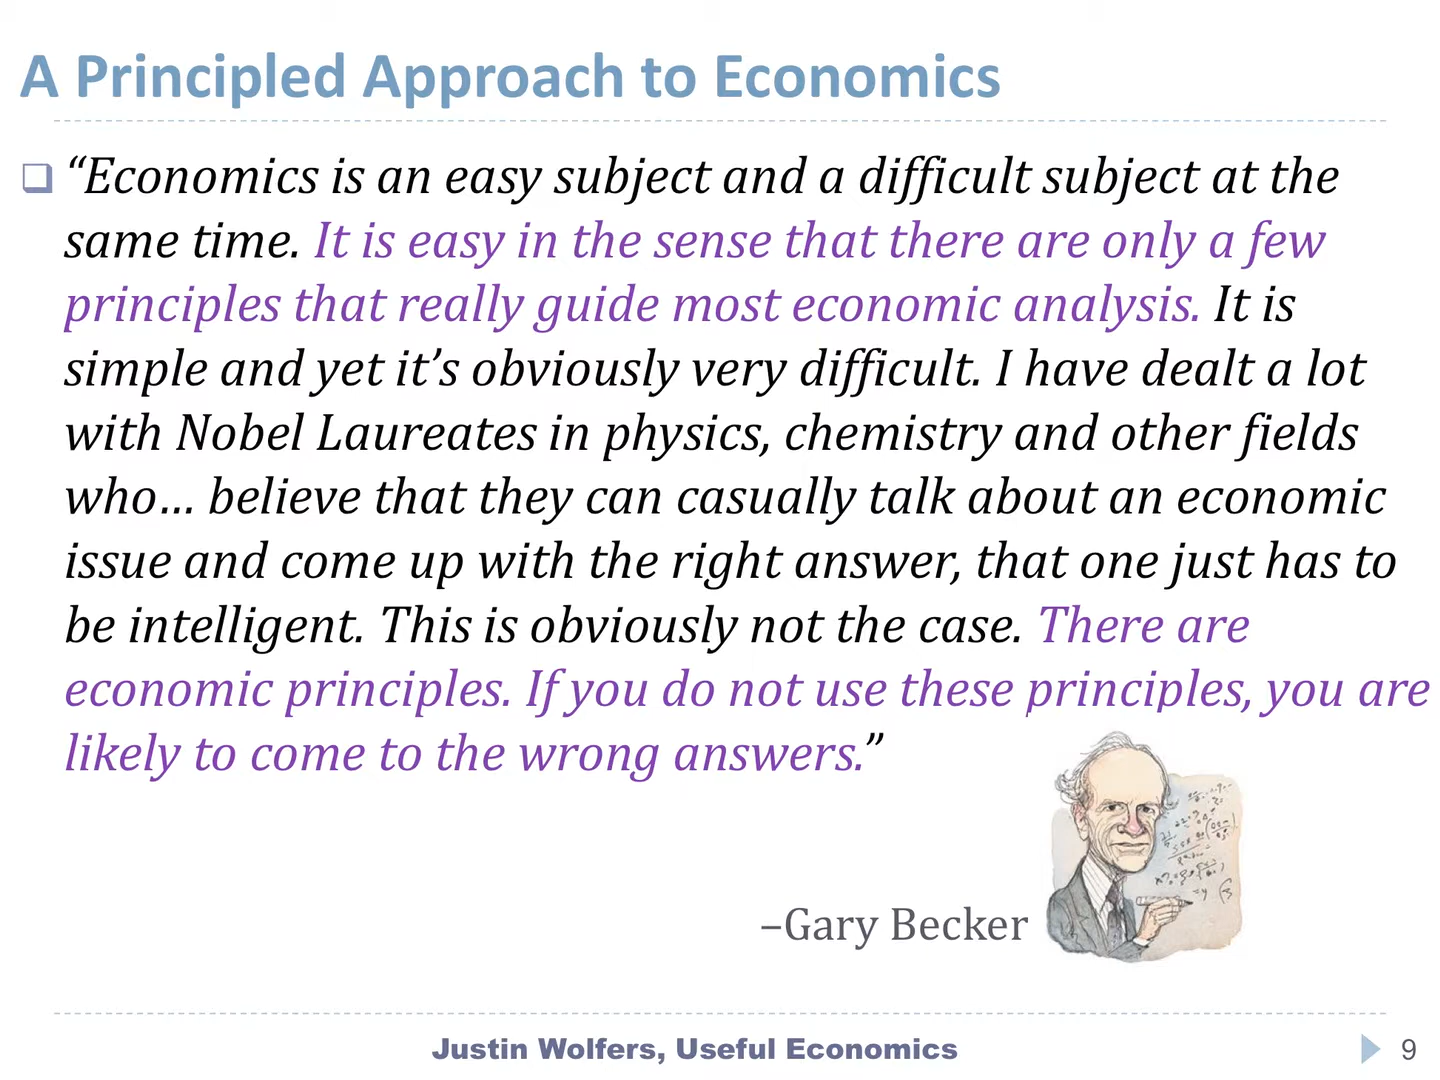 A Principled Approach to Economics
“Economics is an easy subject and a difficult subject at the
same time. It is easy in the sense that there are only a few
principles that really guide most economic analysis. It is
simple and yet it’s obviously very difficult. I have dealt a lot
with Nobel Laureates in physics, chemistry and other fields
who… believe that they can casually talk about an economic
issue and come up with the right answer, that one just has to
be intelligent. This is obviously not the case. There are
economic principles. If you do not use these principles, you are
likely to come to the wrong answers.”
–Gary Becker
Justin Wolfers, Useful Economics
9